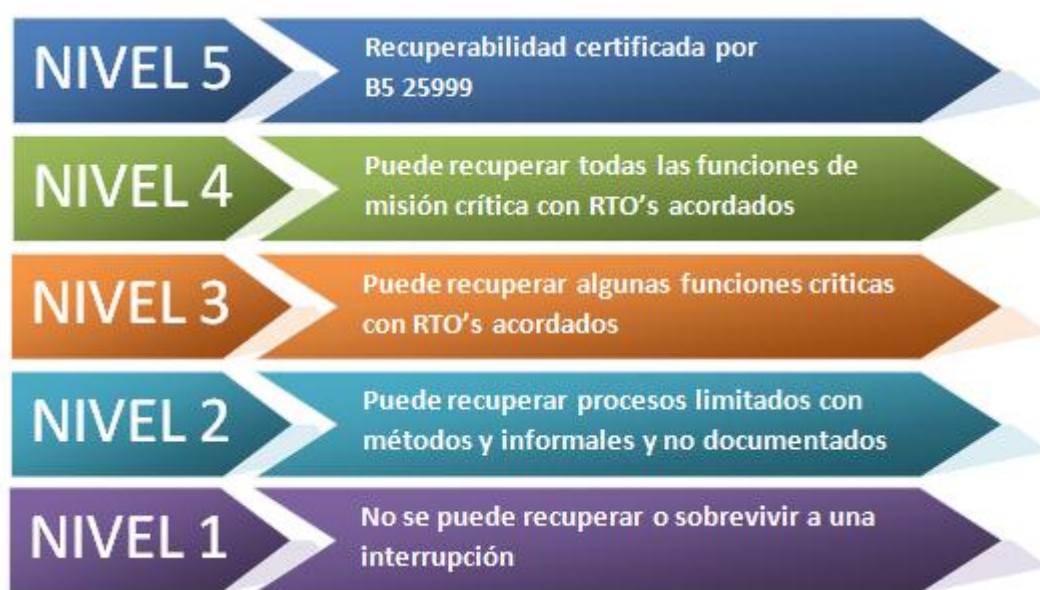 NIVEL 5
Recuperabilidad certificada por
B5 25999
NIVEL 4
Puede recuperar todas las funciones de
misión crítica con RTO's acordados
NIVEL 3
Puede recuperar algunas funciones criticas
con RTO's acordados
NIVEL 2
Puede recuperar procesos limitados con
métodos y informales y no documentados
NIVEL 1
No se puede recuperar o sobrevivir a una
interrupción